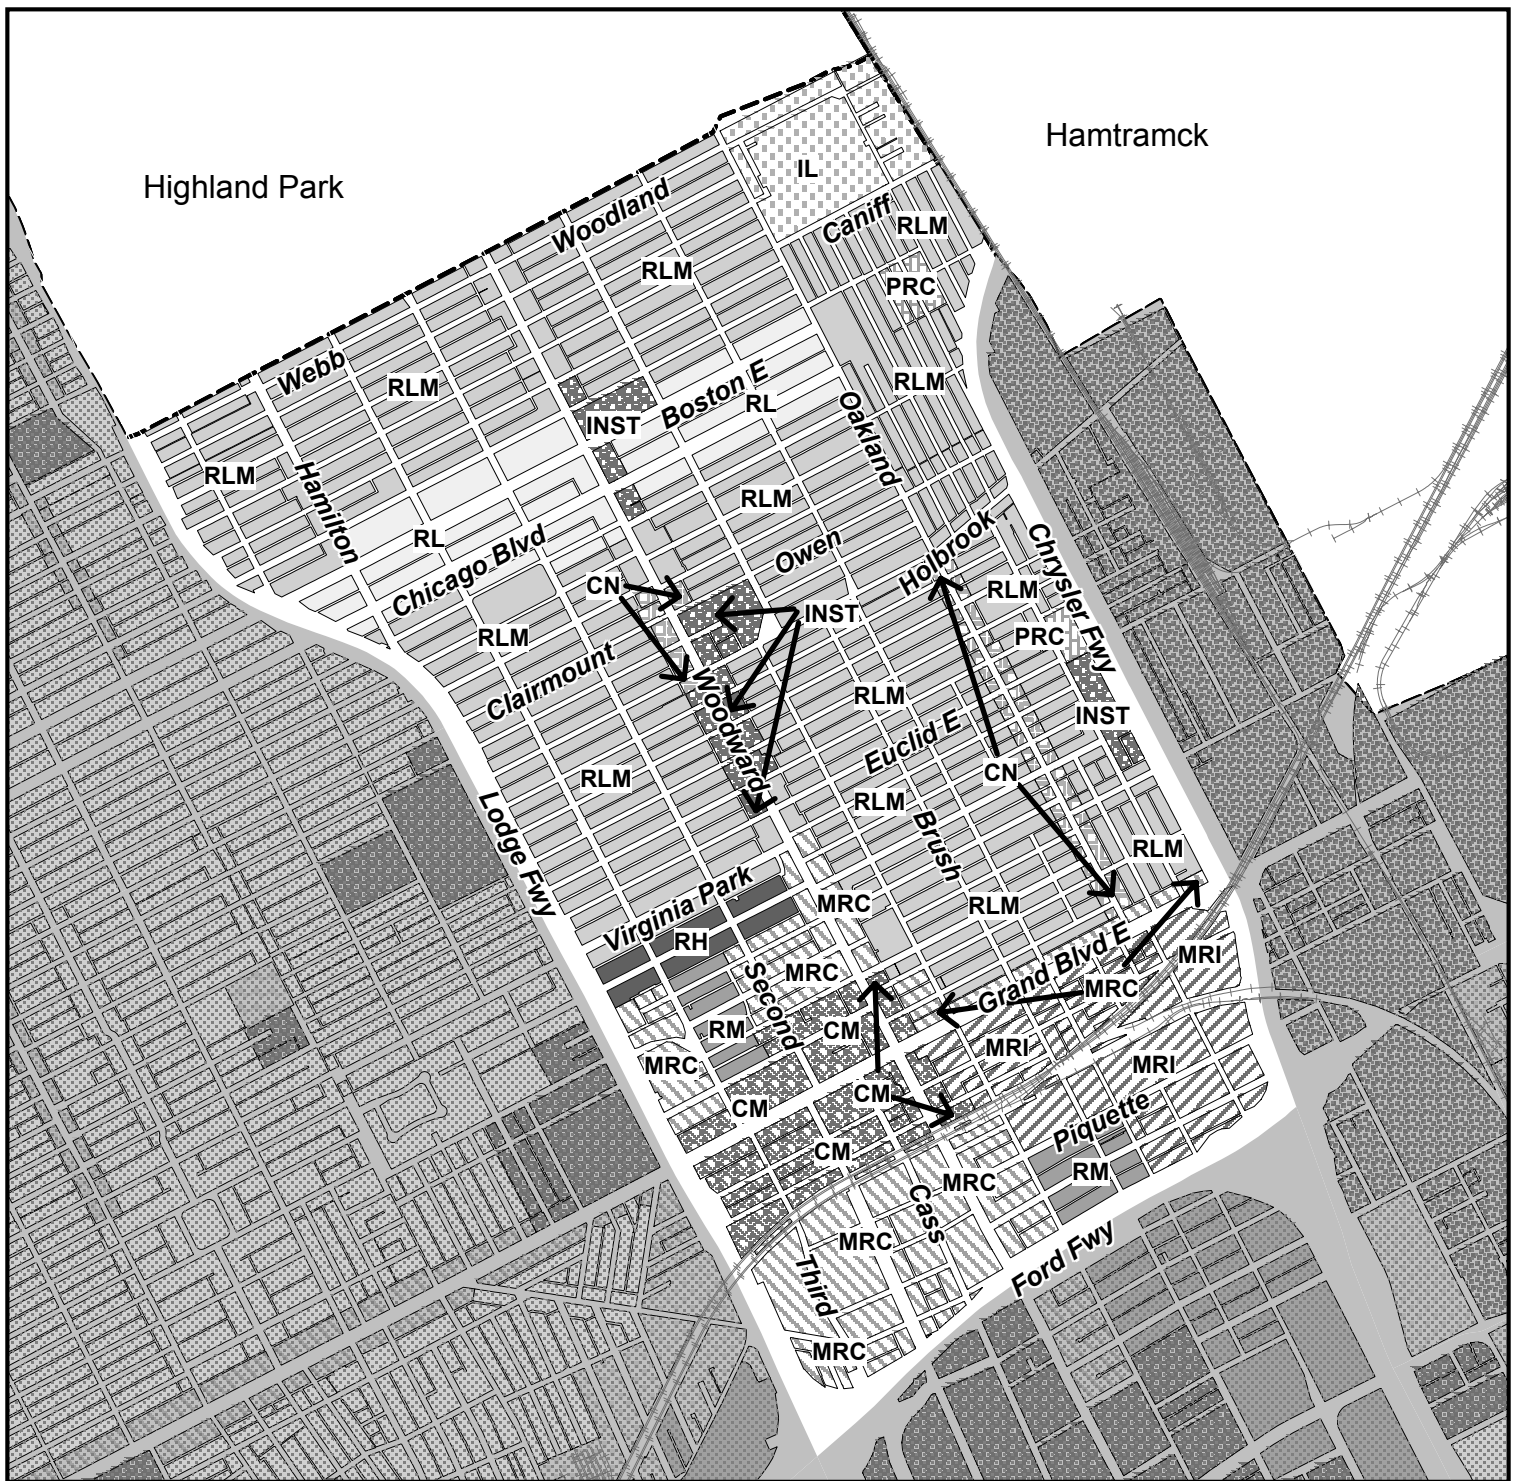 Hamtramck
IL
Highland Park
Woodland
Caniff
RLM
RLM
PRC
Webb
RLM
Boston E
RL
RLM
INST
Oakland
RLM
Hamilton
RLM
RL
Chicago Blvd
Owen
Holbrook
Chrysler Fwy
CN
RLM
INST
RLM
PRC
Clairmount
Woodward
RLM
INST
Euclid E
RLM
CN
Lodge Fwy
RLM
Brush
RLM
Virginia Park
MRC
RLM
RH
Second
MRC
Grand Blvd E
MRI
MRC
RM
CM
MRI
MRC
MRI
CM
CM
Piquette
CM
RM
MRC
Cass
MRC
Third
Ford Fwy
MRC